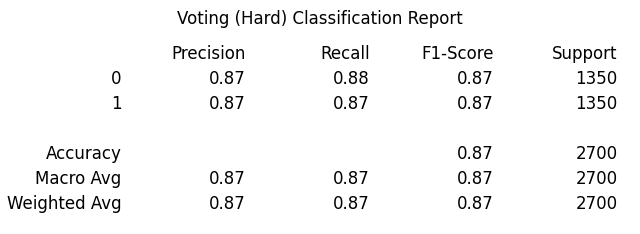 Voting (Hard) Classification Report
Precision Recall F1-Score Support
0 0.87 0.88 0.87 1350
1 0.87 0.87 0.87 1350
Accuracy 0.87 2700
Macro Avg 0.87 0.87 0.87 2700
Weighted Avg 0.87 0.87 0.87 2700